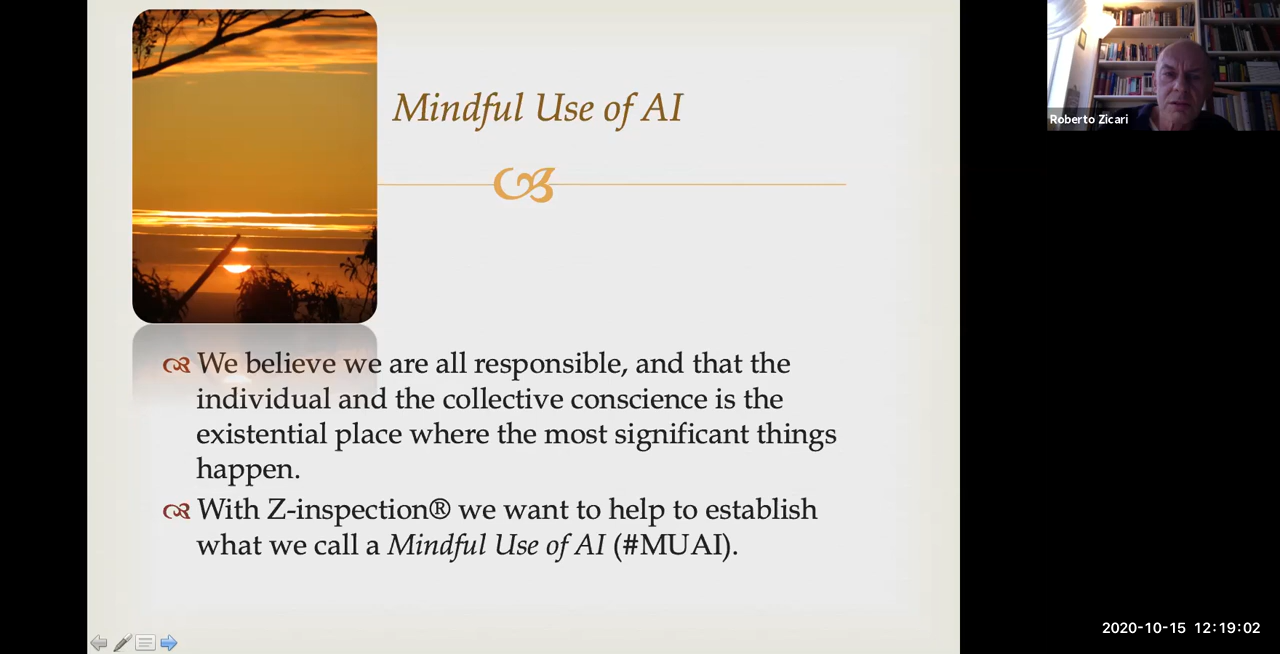 Mindful Use of AI
We believe we are all responsible, and that the
individual and the collective conscience is the
existential place where the most significant things
happen.
With Z-inspection® we want to help to establish
what we call a Mindful Use of AI (#MUAI).
Roberto Zicari
2020-10-15 12:19:02